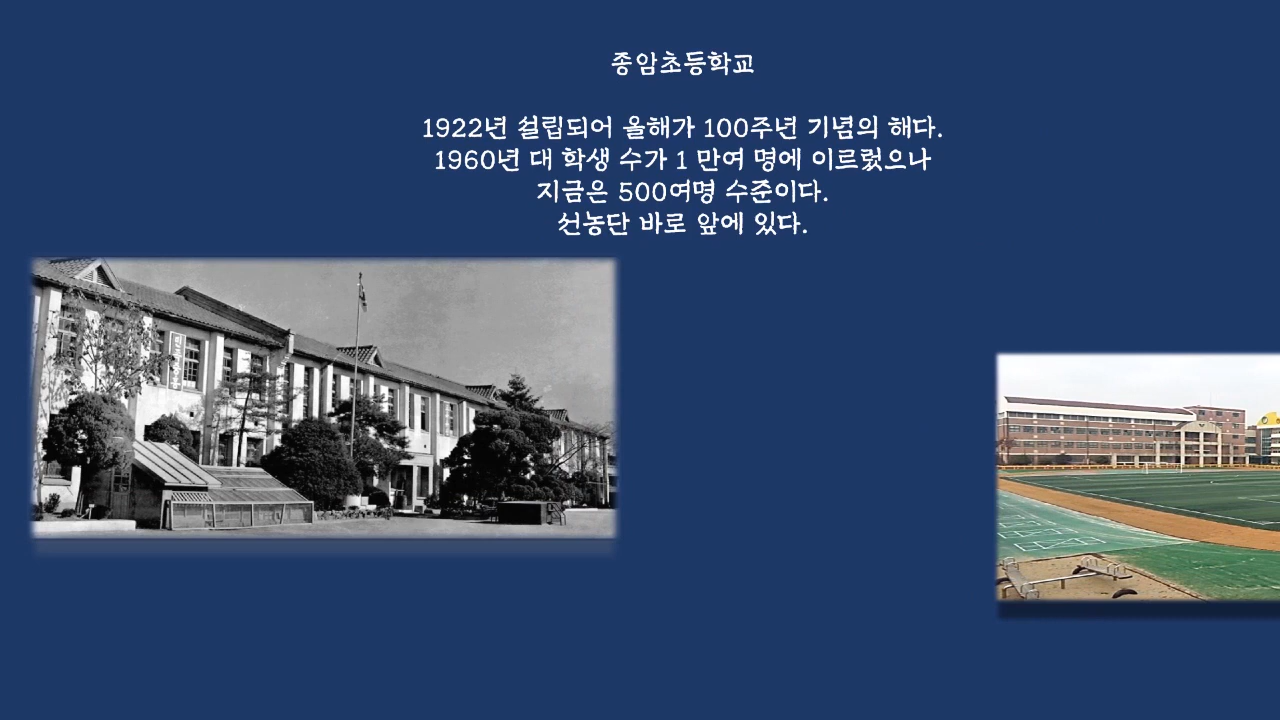 종암초등학교
1922년 설립되어 올해가 100주년 기념의 해다.
1960년 대 학생 수가 1 만여 명에 이르렀으나
지금은 500여명 수준이다.
선농단 바로 앞에 있다.